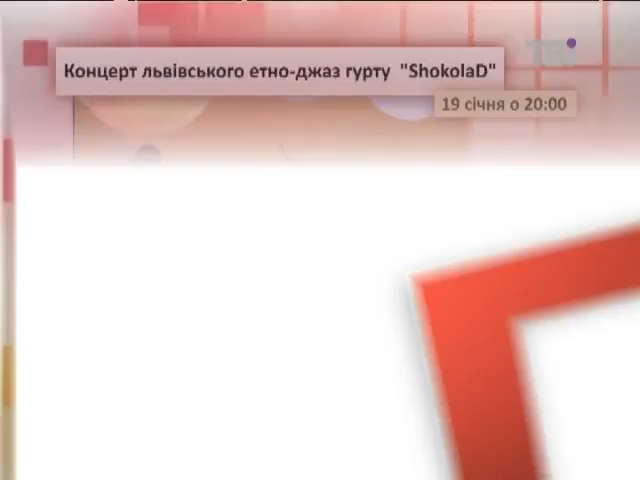 Концерт львівського етно-джаз гурту "ShokolaD"
19 січня о 20:00